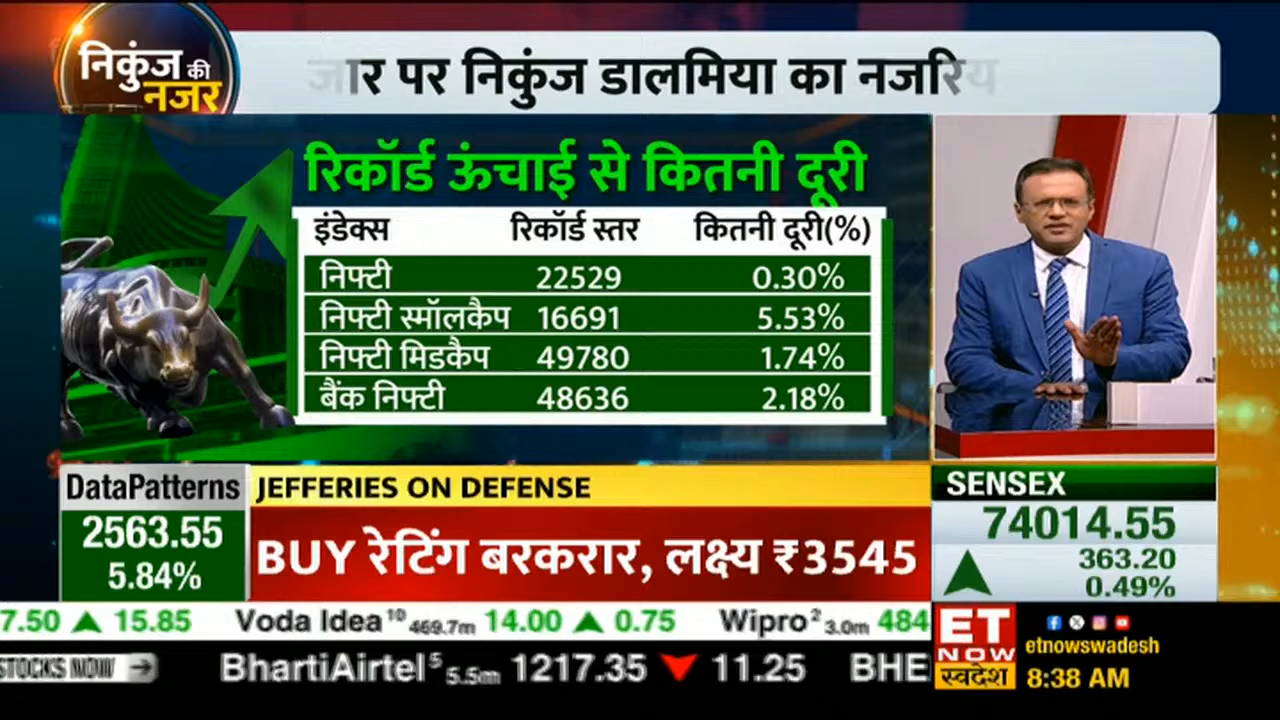 निकुंज की
नजर
जार पर निकुंज डालमिया का नजरिय
रिकॉर्ड ऊंचाई से कितनी दूरी
इंडेक्स रिकॉर्ड स्तर कितनी दूरी(%)
निफ्टी 22529 0.30%
निफ्टी स्मॉलकैप 16691 5.53%
निफ्टी मिडकैप 49780 1.74%
बैंक निफ्टी 48636 2.18%
DataPatterns
2563.55
5.84%
JEFFERIES ON DEFENSE
BUY रेटिंग बरकरार, लक्ष्य ₹3545
SENSEX
74014.55
363.20
0.49%
7.50 ▲ 15.85 Voda Idea 10 469.7m 14.00 ▲ 0.75 Wipro 2 3.0m 484
STOCKS NOW → BhartiAirtel 5 5.5m 1217.35 ▼ 11.25 BHE
ET
NOW
स्वदेश
etnowswadesh
8:38 AM